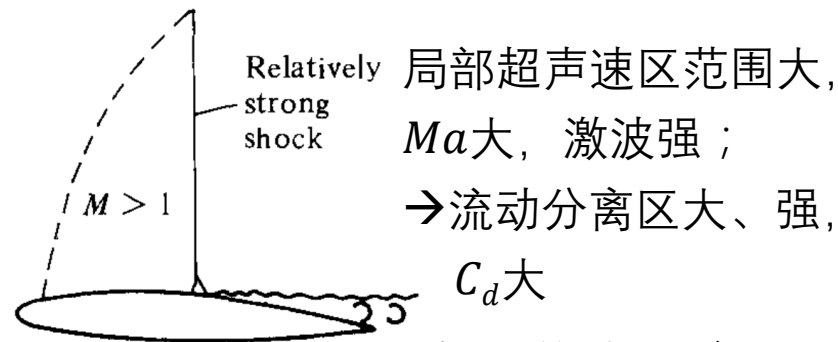 Relatively
strong
shock
M > 1
局部超声速区范围大,
Ma大, 激波强;
→流动分离区大、强,
C_d大